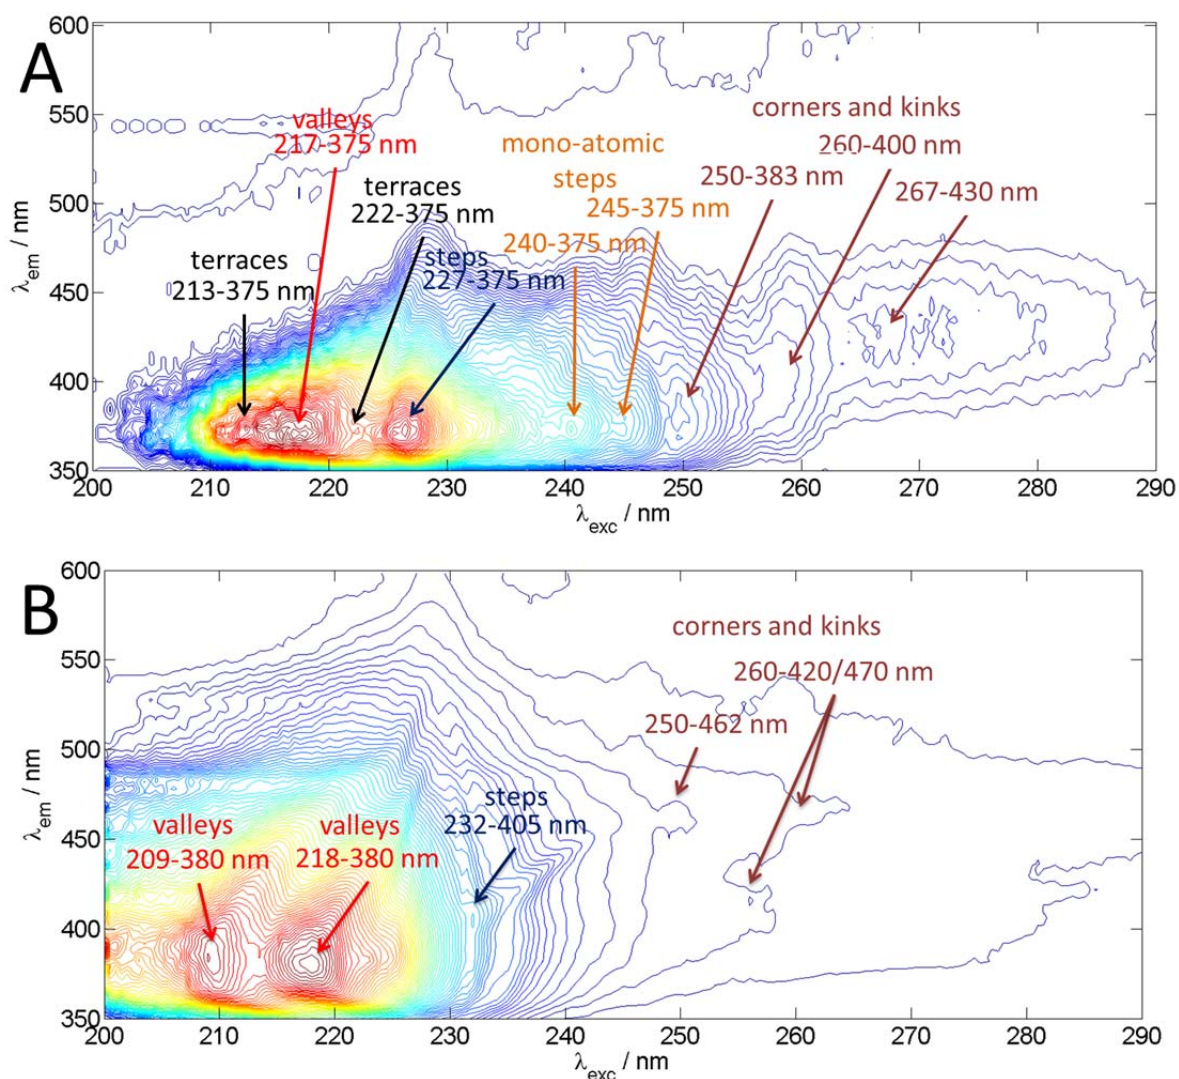 A
600
550
500
450
400
350
λem / nm
valleys
217-375 nm
terraces
222-375 nm
terraces
213-375 nm
steps
227-375 nm
mono-atomic
steps
245-375 nm
240-375 nm
corners and kinks
260-400 nm
250-383 nm
267-430 nm
200 210 220 230 240 250 260 270 280 290
λexc / nm
B
600
550
500
450
400
350
λem / nm
corners and kinks
260-420/470 nm
250-462 nm
steps
232-405 nm
valleys
209-380 nm
valleys
218-380 nm
200 210 220 230 240 250 260 270 280 290
λexc / nm